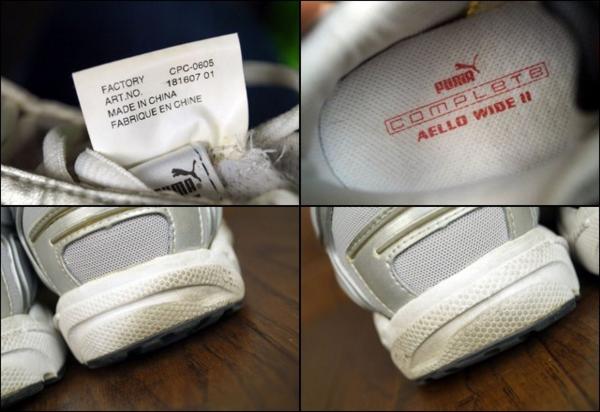 FACTORY CPC-0605
ART.NO. 181607 01
MADE IN CHINA
FABRIQUE EN CHINE
PUMA
PUMA
COMPLETE
AELLO WIDE II